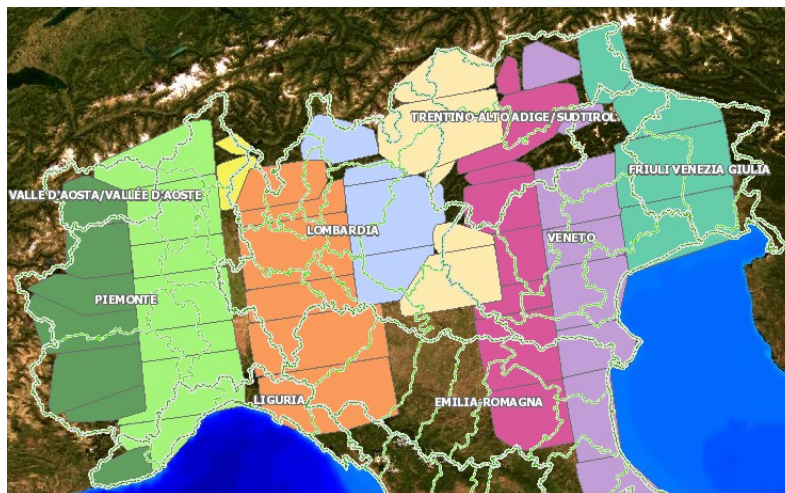 TRENTINO-ALTO ADIGE/SUDTIROL
FRIULI VENEZIA GIULIA
VALLE D'AOSTA/VALLÉE D'AOSTE
LOMBARDIA
VENETO
PIEMONTE
LIGURIA
EMILIA-ROMAGNA